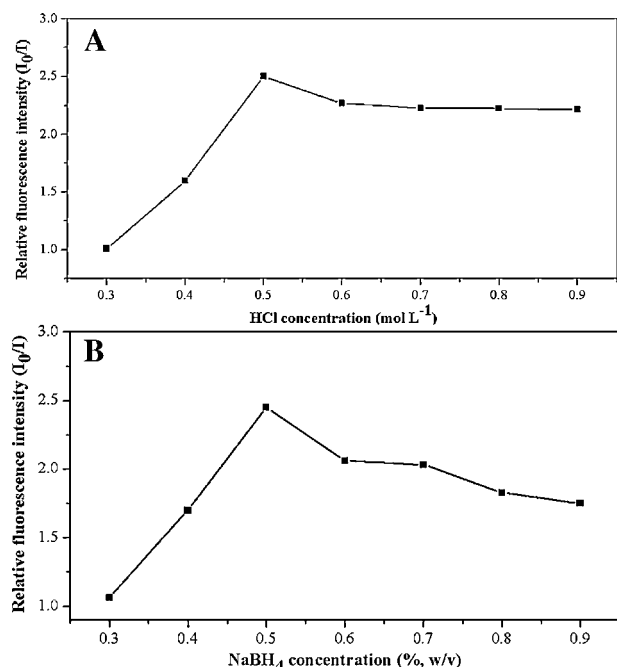 A
Relative fluorescence intensity (I0/I)
3.0
2.5
2.0
1.5
1.0
0.3 0.4 0.5 0.6 0.7 0.8 0.9
HCl concentration (mol L-1)
B
Relative fluorescence intensity (I0/I)
3.0
2.5
2.0
1.5
1.0
0.3 0.4 0.5 0.6 0.7 0.8 0.9
NaBH4 concentration (%, w/v)